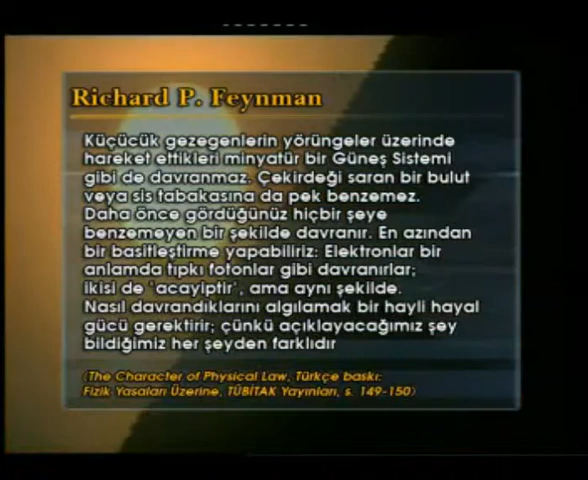 Richard P. Feynman
Küçücük gezegenlerin yörüngeler üzerinde
hareket ettikleri minyatür bir Güneş Sistemi
gibi de davranmaz. Çekirdeği saran bir bulut
veya sis tabakasına da pek benzemez.
Daha önce gördüğünüz hiçbir şeye
benzemeyen bir şekilde davranır. En azından
bir basitleştirme yapabiliriz: Elektronlar bir
anlamda tıpkı fotonlar gibi davranırlar;
ikisi de 'acayiptir', ama aynı şekilde.
Nasıl davrandıklarını algılamak bir hayli hayal
gücü gerektirir; çünkü açıklayacağımız şey
bildiğimiz her şeyden farklıdır
(The Character of Physical Law, Türkçe baskı:
Fizik Yasaları Üzerine, TÜBİTAK Yayınları, s. 149-150)